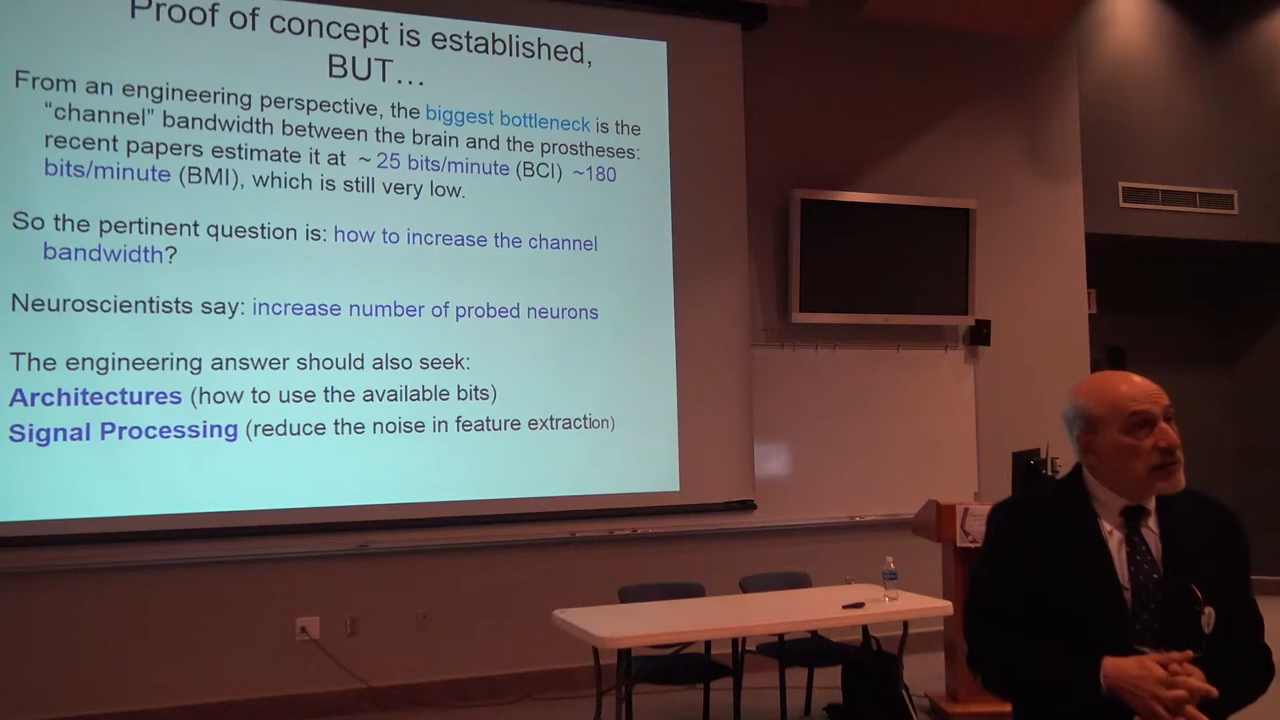 Proof of concept is established,
BUT…
From an engineering perspective, the biggest bottleneck is the
“channel” bandwidth between the brain and the prostheses:
recent papers estimate it at ~ 25 bits/minute (BCI) ~180
bits/minute (BMI), which is still very low.
So the pertinent question is: how to increase the channel
bandwidth?
Neuroscientists say: increase number of probed neurons
The engineering answer should also seek:
Architectures (how to use the available bits)
Signal Processing (reduce the noise in feature extraction)